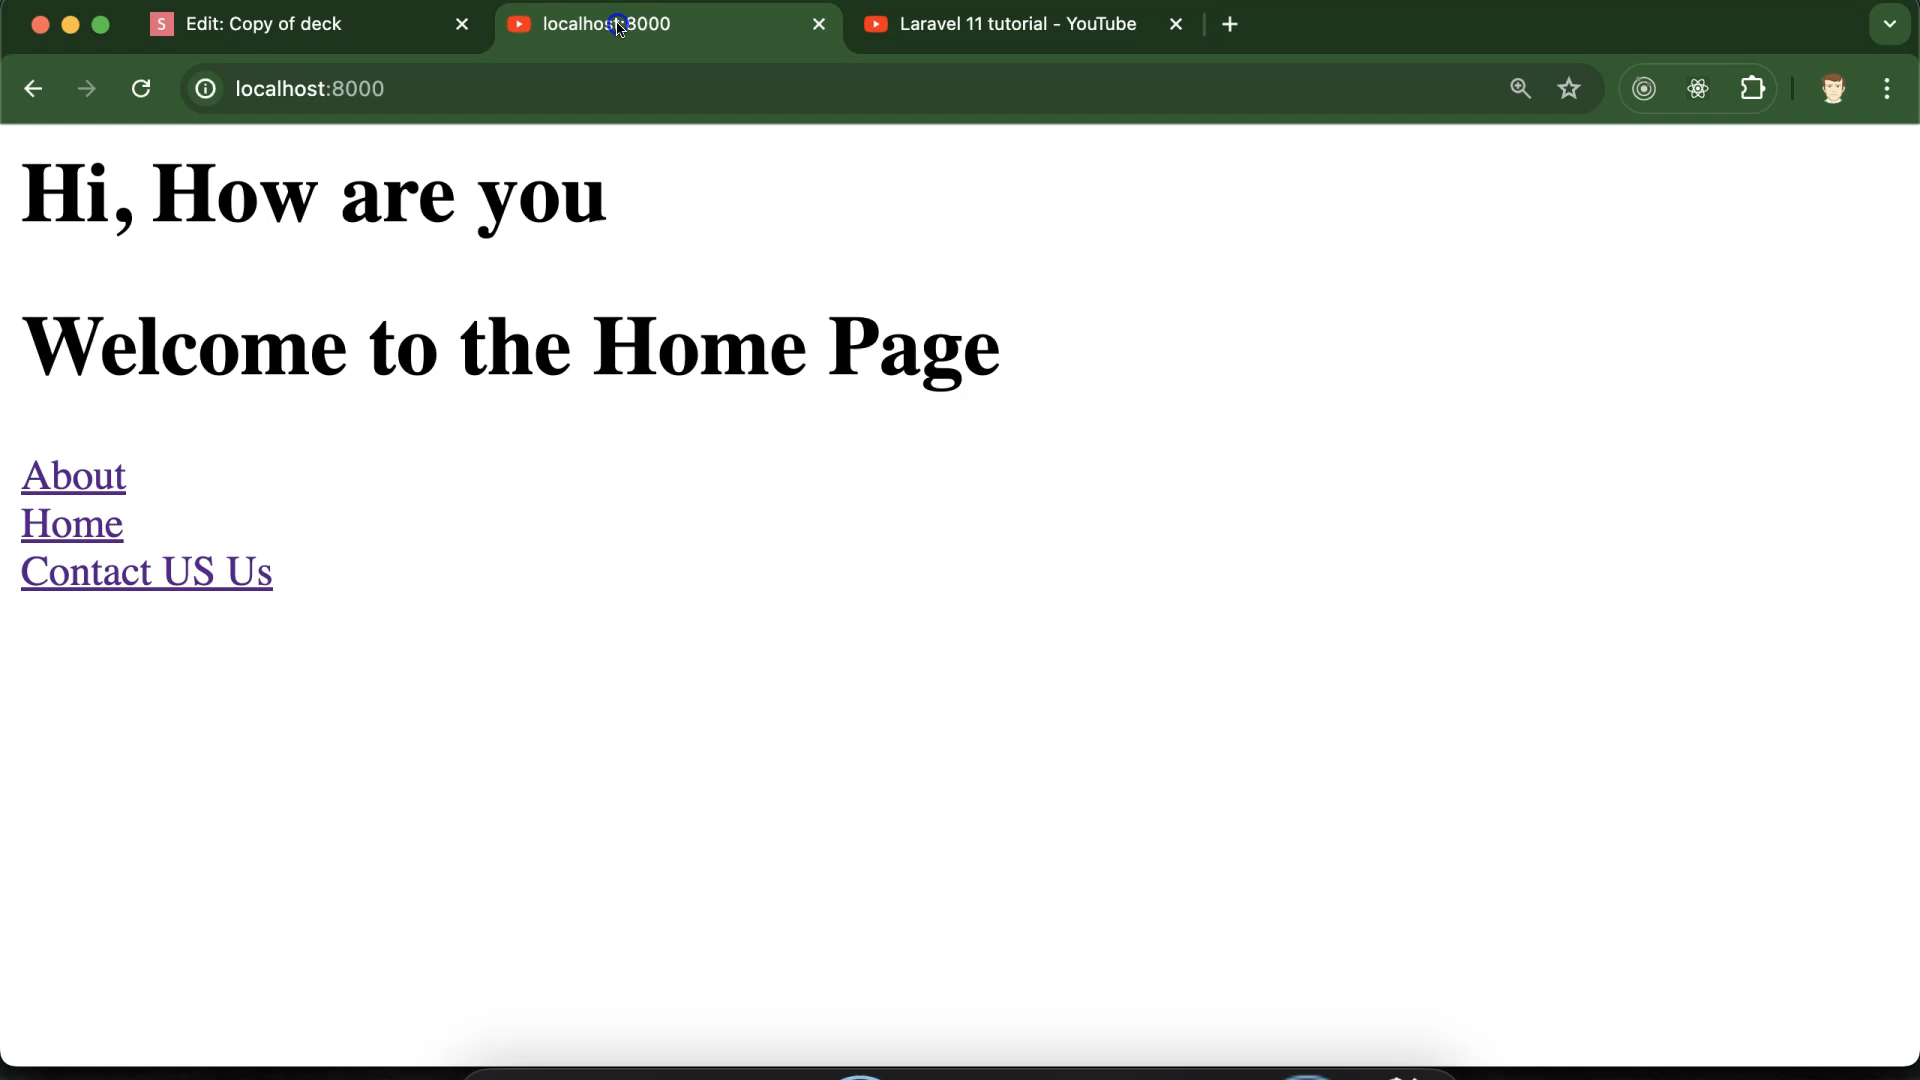 S Edit: Copy of deck
localhost:8000
Laravel 11 tutorial - YouTube
localhost:8000
Hi, How are you
Welcome to the Home Page
About
Home
Contact US Us